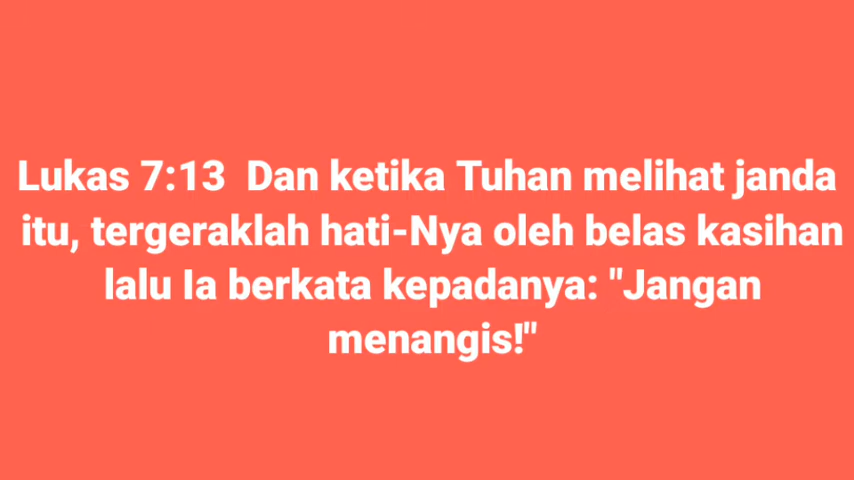 Lukas 7:13  Dan ketika Tuhan melihat janda
itu, tergeraklah hati-Nya oleh belas kasihan
lalu Ia berkata kepadanya: "Jangan
menangis!"